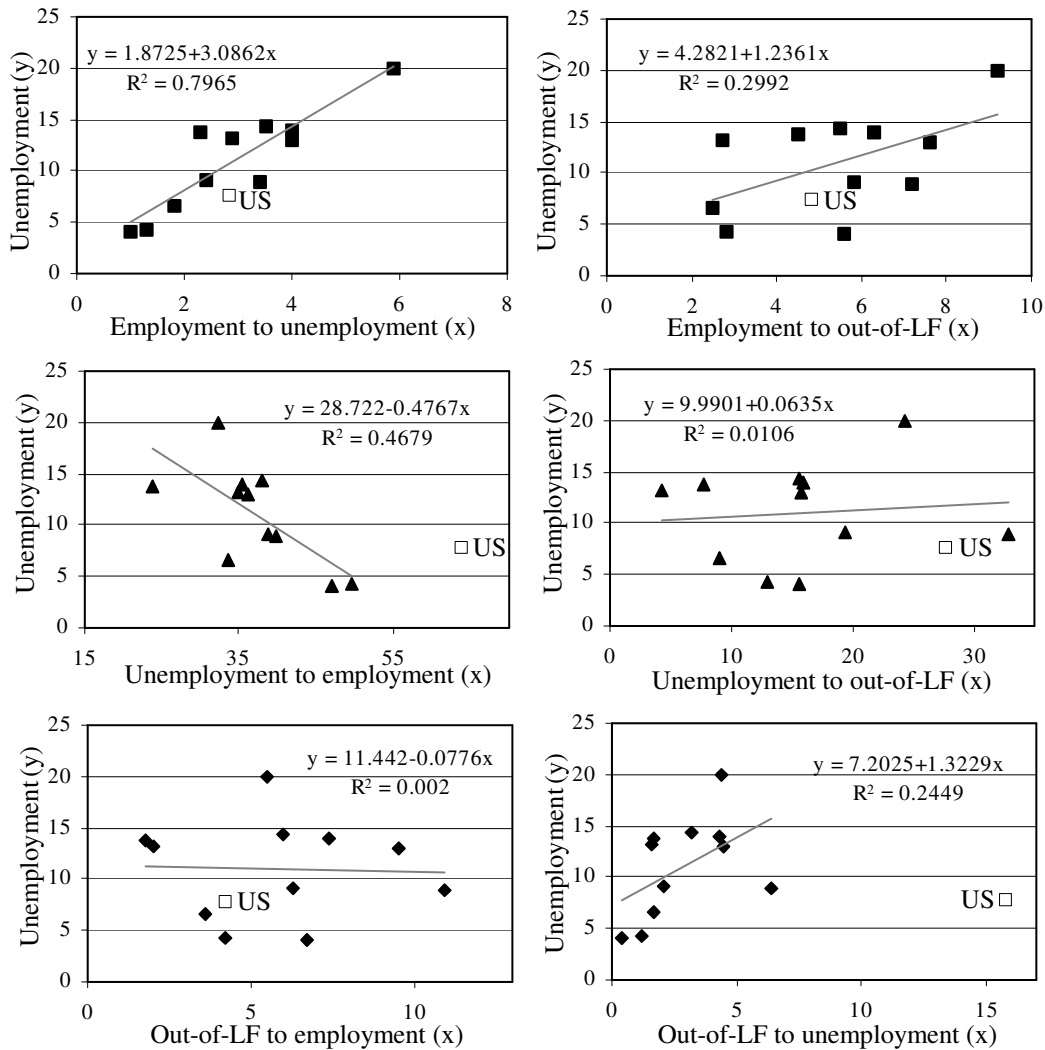 Unemployment (y)
25
20
15
10
5
0
y = 1.8725+3.0862x
R² = 0.7965
US
0 2 4 6 8
Employment to unemployment (x)
Unemployment (y)
25
20
15
10
5
0
y = 4.2821+1.2361x
R² = 0.2992
US
0 2 4 6 8 10
Employment to out-of-LF (x)
Unemployment (y)
25
20
15
10
5
0
y = 28.722-0.4767x
R² = 0.4679
US
15 35 55
Unemployment to employment (x)
Unemployment (y)
25
20
15
10
5
0
y = 9.9901+0.0635x
R² = 0.0106
US
0 10 20 30
Unemployment to out-of-LF (x)
Unemployment (y)
25
20
15
10
5
0
y = 11.442-0.0776x
R² = 0.002
US
0 5 10
Out-of-LF to employment (x)
Unemployment (y)
25
20
15
10
5
0
y = 7.2025+1.3229x
R² = 0.2449
US
0 5 10 15
Out-of-LF to unemployment (x)